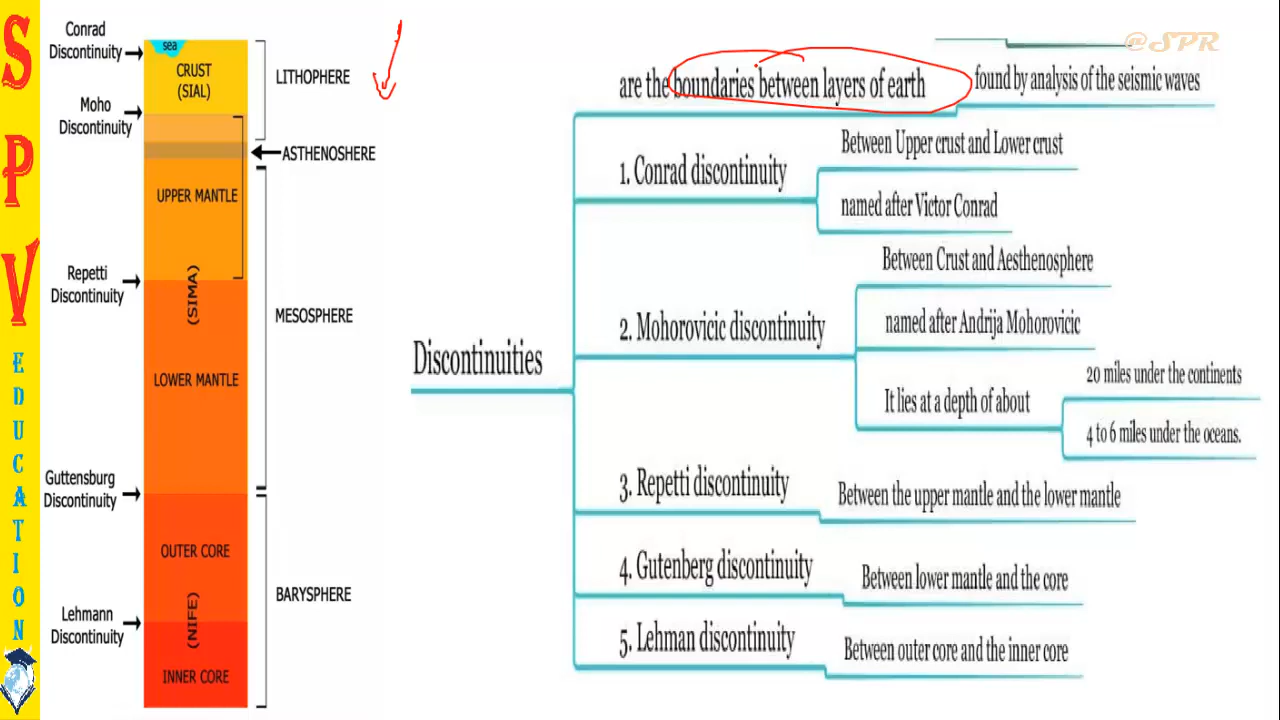 S
P
V
EDUCATION
Conrad
Discontinuity
Moho
Discontinuity
Repetti
Discontinuity
Guttensburg
Discontinuity
Lehmann
Discontinuity
sea
CRUST
(SIAL)
UPPER MANTLE
(SIMA)
LOWER MANTLE
OUTER CORE
(NIFE)
INNER CORE
LITHOPHERE
ASTHENOSHERE
MESOSPHERE
BARYSPHERE
@SPR
Discontinuities
are the boundaries between layers of earth
found by analysis of the seismic waves
1. Conrad discontinuity
Between Upper crust and Lower crust
named after Victor Conrad
2. Mohorovicic discontinuity
Between Crust and Aesthenosphere
named after Andrija Mohorovicic
It lies at a depth of about
20 miles under the continents
4 to 6 miles under the oceans.
3. Repetti discontinuity
Between the upper mantle and the lower mantle
4. Gutenberg discontinuity
Between lower mantle and the core
5. Lehman discontinuity
Between outer core and the inner core